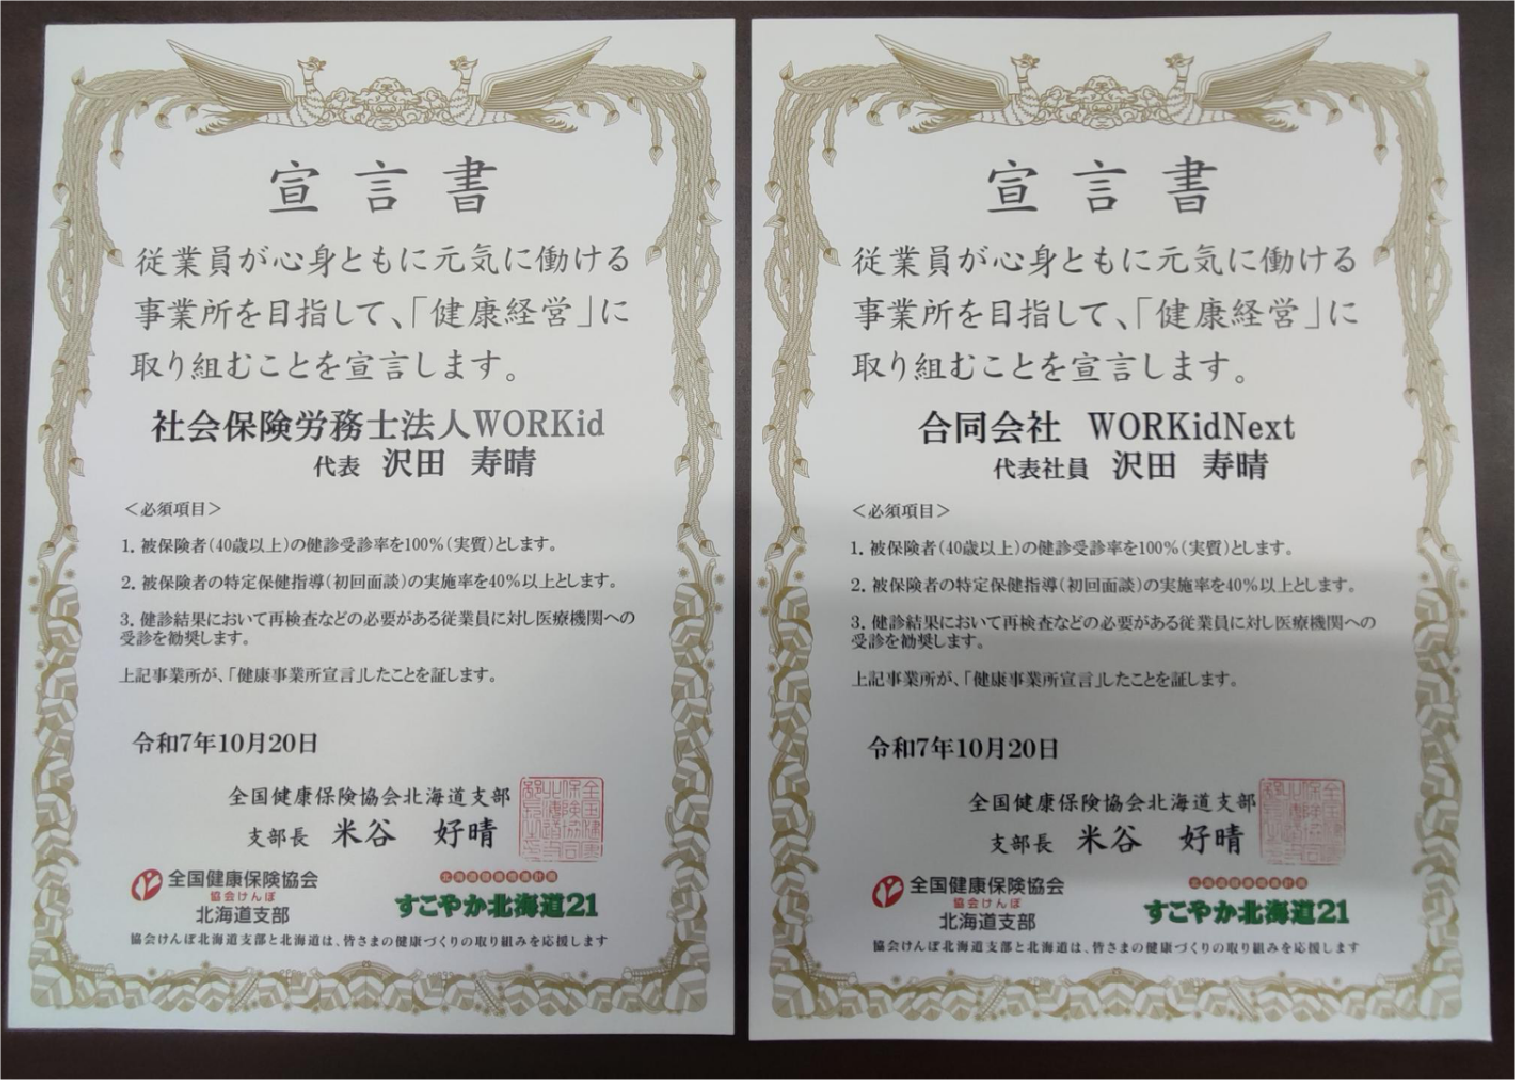 宣言書
従業員が心身ともに元気に働ける
事業所を目指して、「健康経営」に
取り組むことを宣言します。
社会保険労務士法人WORKid
代表 沢田 寿晴
＜必須項目＞
1. 被保険者(40歳以上)の健診受診率を100%(実質)とします。
2. 被保険者の特定保健指導(初回面談)の実施率を40%以上とします。
3. 健診結果において再検査などの必要がある従業員に対し医療機関への
受診を勧奨します。
上記事業所が、「健康事業所宣言」したことを証します。
令和7年10月20日
全国健康保険協会北海道支部
支部長 米谷 好晴
全国健康保険協会
協会けんぽ
北海道支部
北海道健康増進計画
すこやか北海道21
協会けんぽ北海道支部と北海道は、皆さまの健康づくりの取り組みを応援します
宣言書
従業員が心身ともに元気に働ける
事業所を目指して、「健康経営」に
取り組むことを宣言します。
合同会社 WORKidNext
代表社員 沢田 寿晴
＜必須項目＞
1. 被保険者(40歳以上)の健診受診率を100%(実質)とします。
2. 被保険者の特定保健指導(初回面談)の実施率を40%以上とします。
3. 健診結果において再検査などの必要がある従業員に対し医療機関への
受診を勧奨します。
上記事業所が、「健康事業所宣言」したことを証します。
令和7年10月20日
全国健康保険協会北海道支部
支部長 米谷 好晴
全国健康保険協会
協会けんぽ
北海道支部
北海道健康増進計画
すこやか北海道21
協会けんぽ北海道支部と北海道は、皆さまの健康づくりの取り組みを応援します